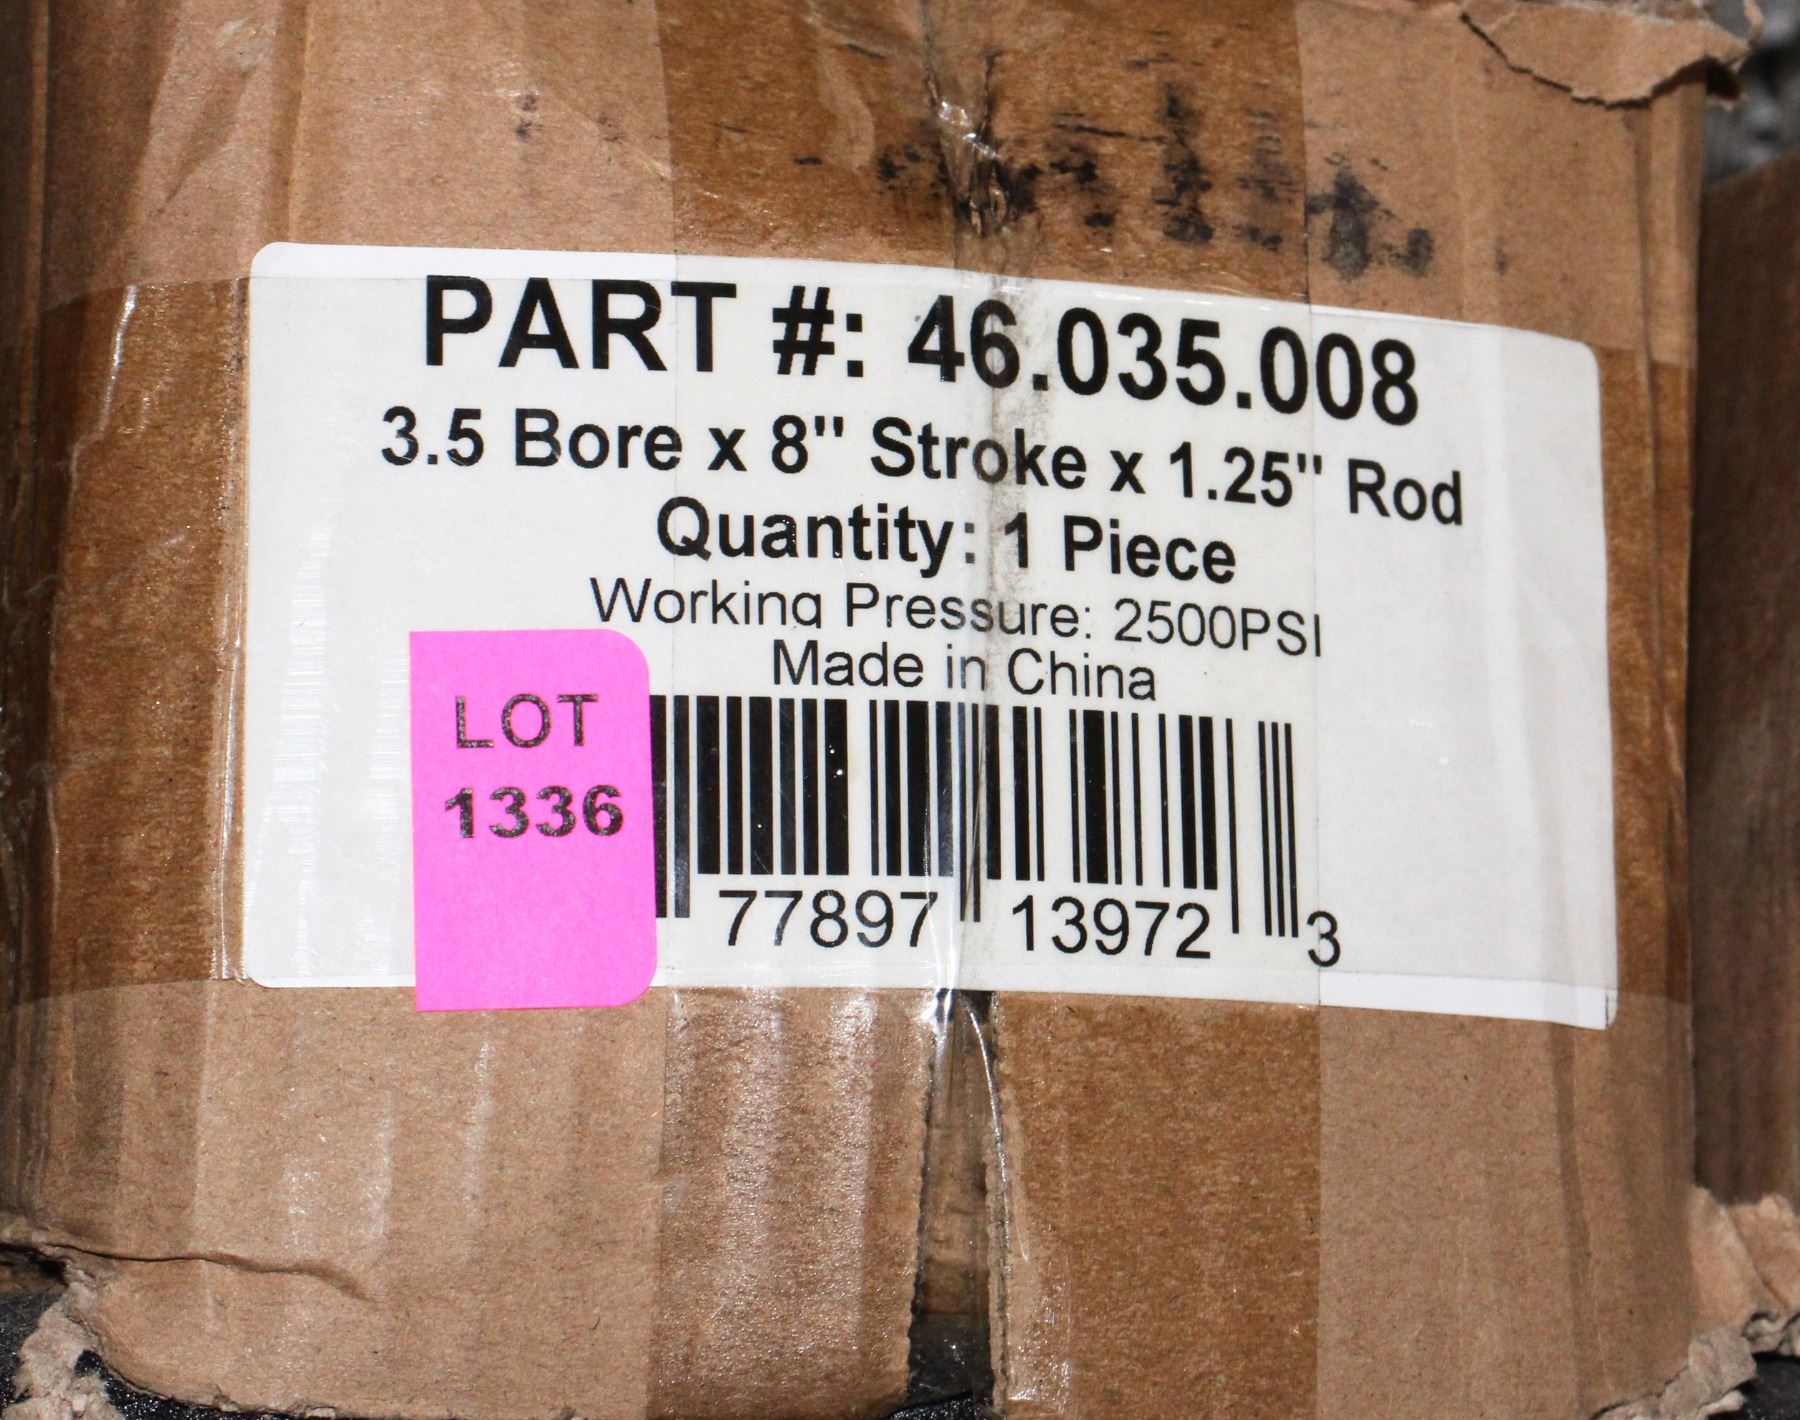 PART #: 46.035.008
3.5 Bore x 8" Stroke x 1.25" Rod
Quantity: 1 Piece
Working Pressure: 2500PSI
Made in China
LOT
1336
77897 13972 3